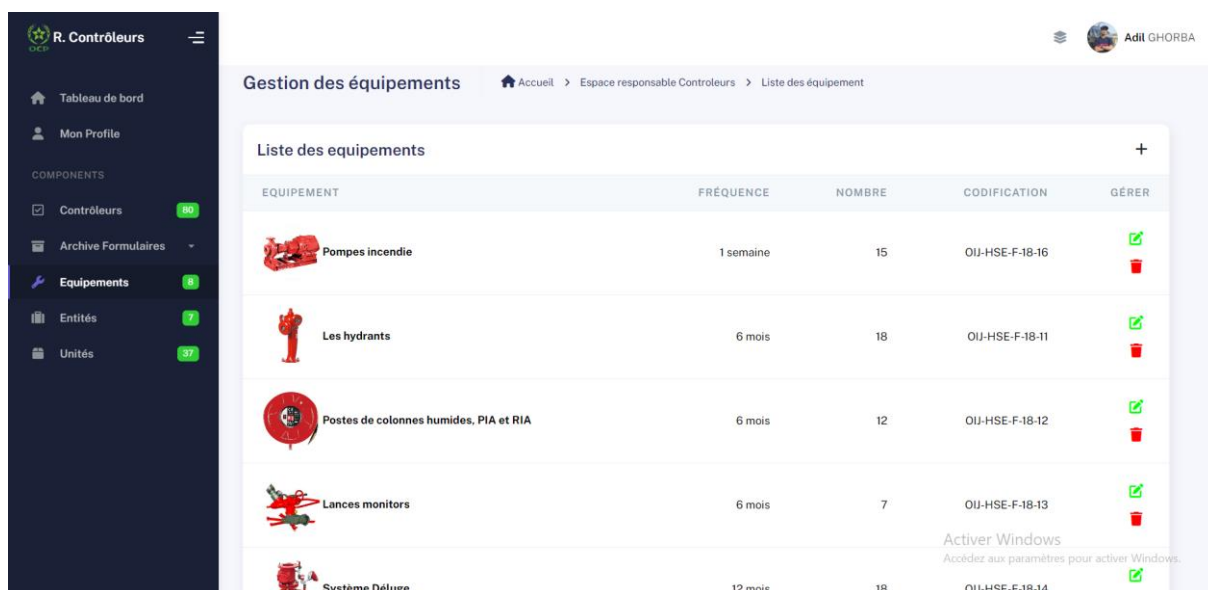 OCP
R. Contrôleurs
Adil GHORBA
Tableau de bord
Mon Profile
COMPONENTS
Contrôleurs 80
Archive Formulaires
Equipements 8
Entités 7
Unités 37
Gestion des équipements
Accueil > Espace responsable Controleurs > Liste des équipement
Liste des equipements +
EQUIPEMENT FRÉQUENCE NOMBRE CODIFICATION GÉRER
Pompes incendie 1 semaine 15 OIJ-HSE-F-18-16
Les hydrants 6 mois 18 OIJ-HSE-F-18-11
Postes de colonnes humides, PIA et RIA 6 mois 12 OIJ-HSE-F-18-12
Lances monitors 6 mois 7 OIJ-HSE-F-18-13
Système Déluge 12 mois 18 OIJ-HSE-F-18-14
Activer Windows
Accédez aux paramètres pour activer Windows.